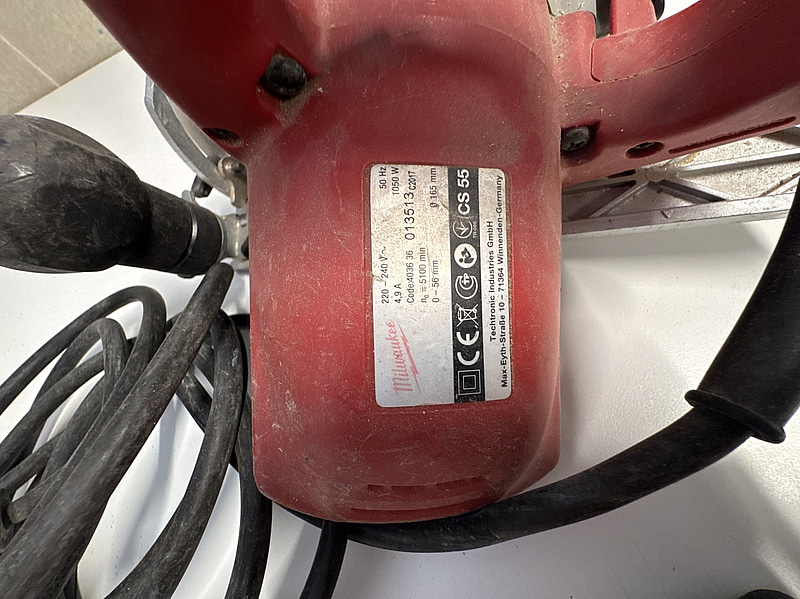 Milwaukee
220 – 240 V~ 50 Hz
4,9 A 1050 W
Code:4036 36 013513 C2017
n₀ = 5100 min
0 – 56 mm Ø 165 mm
CE CS 55
Techtronic Industries GmbH
Max-Eyth-Straße 10 – 71364 Winnenden-Germany